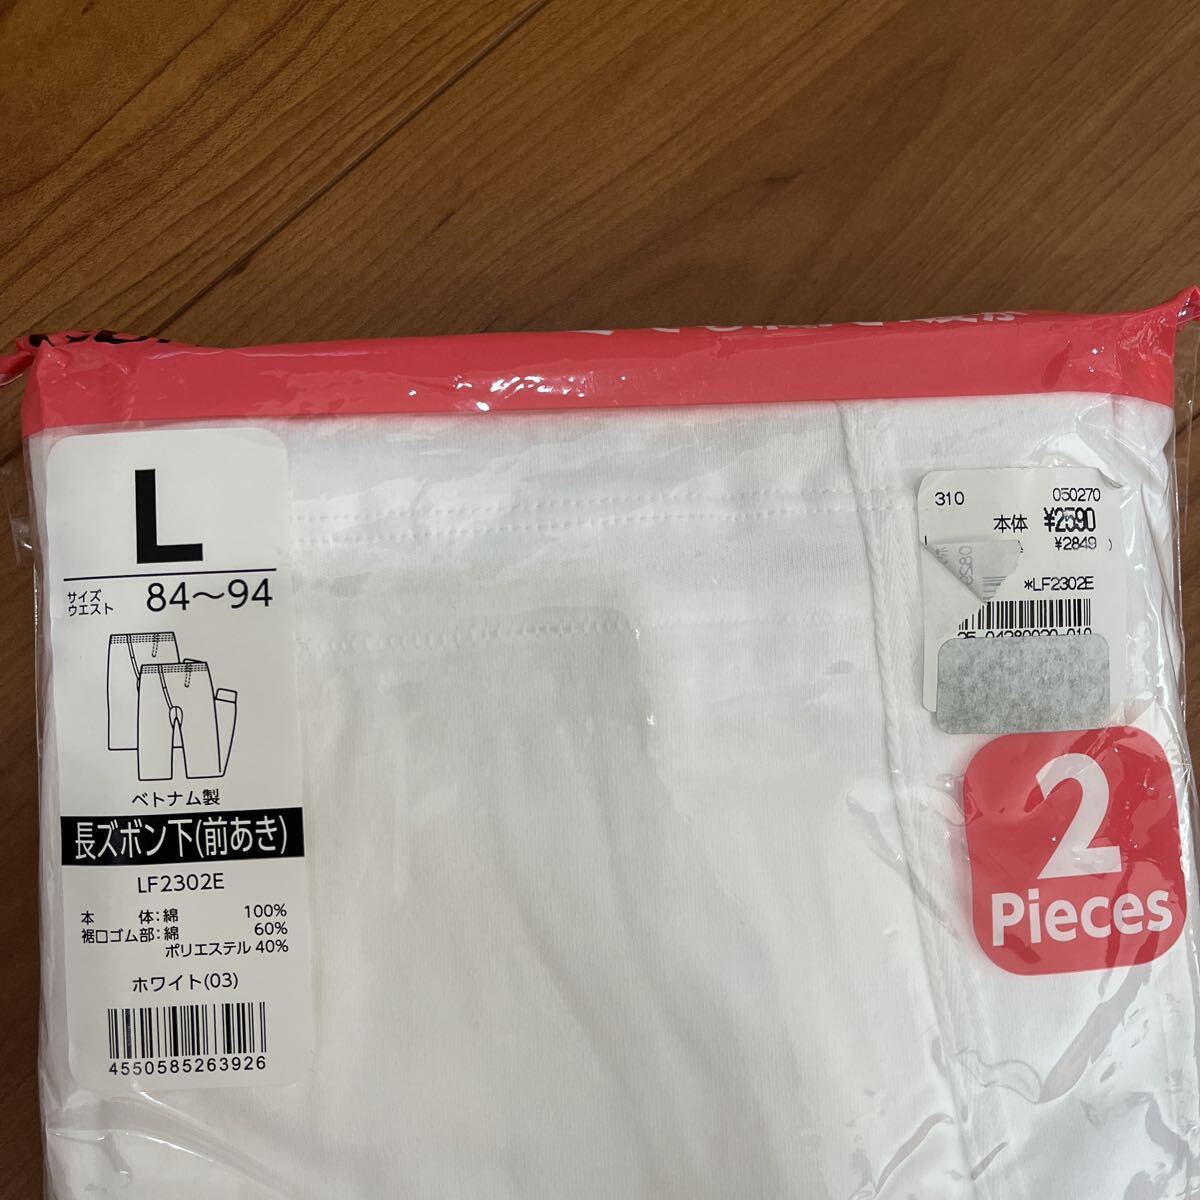 L
サイズ
ウエスト 84～94
ベトナム製
長ズボン下(前あき)
LF2302E
本 体:綿 100%
裾口ゴム部:綿 60%
ポリエステル 40%
ホワイト(03)
4550585263926
310 050270
本体 ¥2590
¥2849 )
*LF2302E
2
Pieces